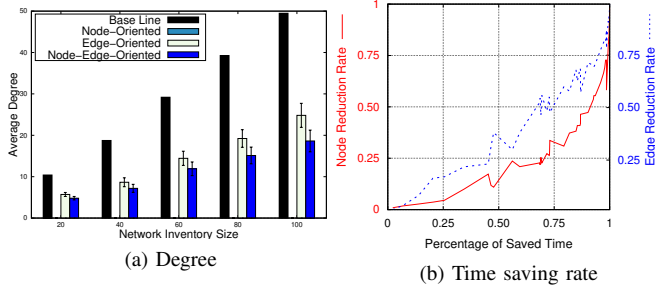 Base Line
Node-Oriented
Edge-Oriented
Node-Edge-Oriented
Average Degree
50
40
30
20
10
0
20 40 60 80 100
Network Inventory Size
(a) Degree
Node Reduction Rate
1
0.75
0.50
0.25
0
0 0.25 0.50 0.75 1
Percentage of Saved Time
0.75
0.50
0.25
Edge Reduction Rate
(b) Time saving rate